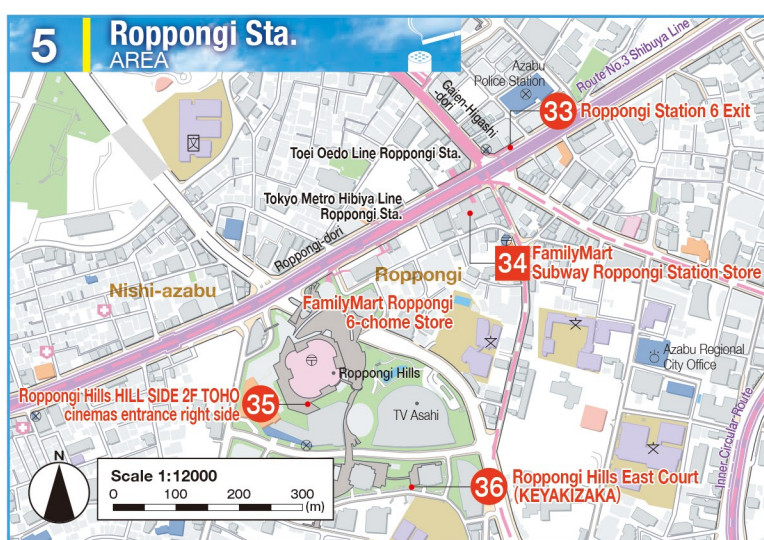 5
Roppongi Sta.
AREA
Azabu
Police Station
Route No.3 Shibuya Line
Gaien-Higashi
-dori
33 Roppongi Station 6 Exit
Toei Oedo Line Roppongi Sta.
Tokyo Metro Hibiya Line
Roppongi Sta.
Roppongi-dori
34 FamilyMart
Subway Roppongi Station Store
Nishi-azabu
Roppongi
FamilyMart Roppongi
6-chome Store
Azabu Regional
City Office
Roppongi Hills
Roppongi Hills HILL SIDE 2F TOHO
cinemas entrance right side
35
TV Asahi
Inner Circular Route
N
Scale 1:12000
0 100 200 300
(m)
36 Roppongi Hills East Court
(KEYAKIZAKA)